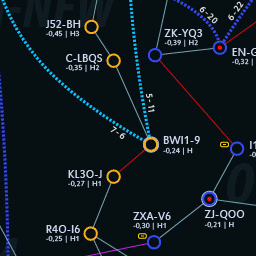 J52-BH
-0,45 | H3
ZK-YQ3
-0,39 | H2
6-20
6-22
EN-G
-0,32 | H
C-LBQS
-0,35 | H2
5-11
7-6
BWI1-9
-0,24 | H
KL3O-J
-0,27 | H1
ZXA-V6
-0,30 | H1
ZJ-QOO
-0,21 | H
R4O-I6
-0,25 | H1